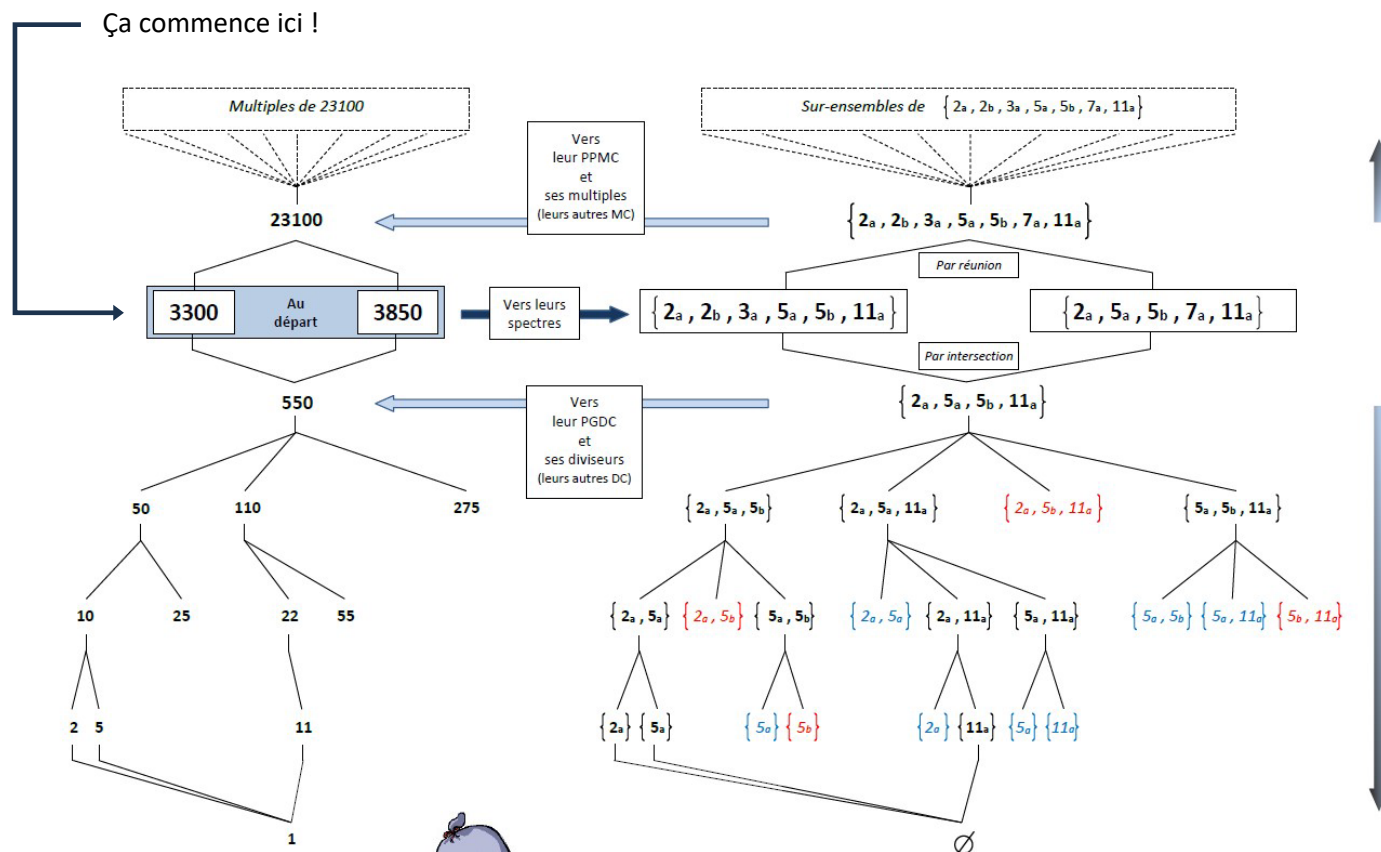 Ça commence ici !
Multiples de 23100
Sur-ensembles de {2a , 2b , 3a , 5a , 5b , 7a , 11a}
Vers
leur PPMC
et
ses multiples
(leurs autres MC)
23100
{2a , 2b , 3a , 5a , 5b , 7a , 11a}
Par réunion
3300
Au
départ
3850
Vers leurs
spectres
{2a , 2b , 3a , 5a , 5b , 11a}
{2a , 5a , 5b , 7a , 11a}
Par intersection
550
Vers
leur PGDC
et
ses diviseurs
(leurs autres DC)
{2a , 5a , 5b , 11a}
50 110 275
{2a , 5a , 5b} {2a , 5a , 11a} {2a , 5b , 11a} {5a , 5b , 11a}
10 25 22 55
{2a , 5a} {2a , 5b} {5a , 5b} {2a , 5a} {2a , 11a} {5a , 11a} {5a , 5b} {5a , 11a} {5b , 11a}
2 5 11
{2a} {5a} {5a} {5b} {2a} {11a} {5a} {11a}
1
∅